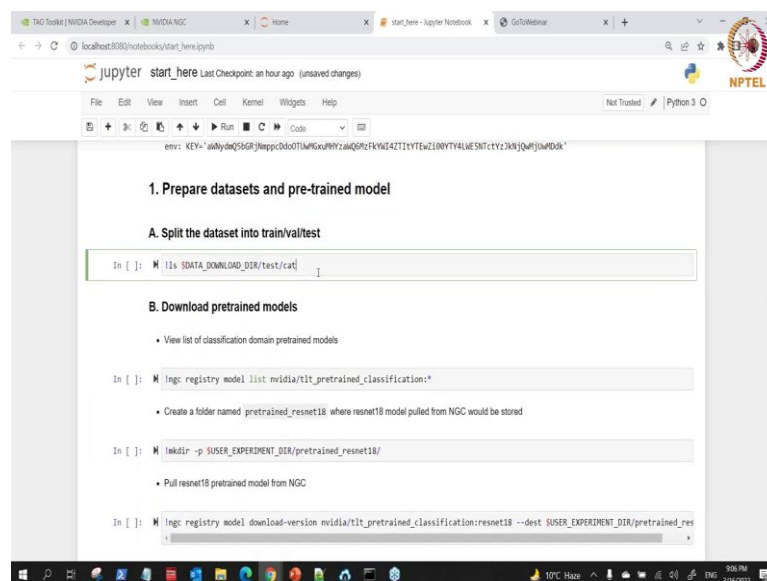 TAO Toolkit | NVIDIA Developer
NVIDIA NGC
Home
start_here - Jupyter Notebook
GoToWebinar
localhost:8080/notebooks/start_here.ipynb
NPTEL
jupyter start_here Last Checkpoint: an hour ago (unsaved changes)
File Edit View Insert Cell Kernel Widgets Help
Not Trusted Python 3
Run Code
env:
1. Prepare datasets and pre-trained model
A. Split the dataset into train/val/test
In [ ]: !ls $DATA_DOWNLOAD_DIR/test/cat
B. Download pretrained models
• View list of classification domain pretrained models
In [ ]: !ngc registry model list nvidia/tlt_pretrained_classification:*
• Create a folder named pretrained_resnet18 where resnet18 model pulled from NGC would be stored
In [ ]: !mkdir -p $USER_EXPERIMENT_DIR/pretrained_resnet18/
• Pull resnet18 pretrained model from NGC
In [ ]: !ngc registry model download-version nvidia/tlt_pretrained_classification:resnet18 --dest $USER_EXPERIMENT_DIR/pretrained_res
10°C Haze ENG 9:06 PM